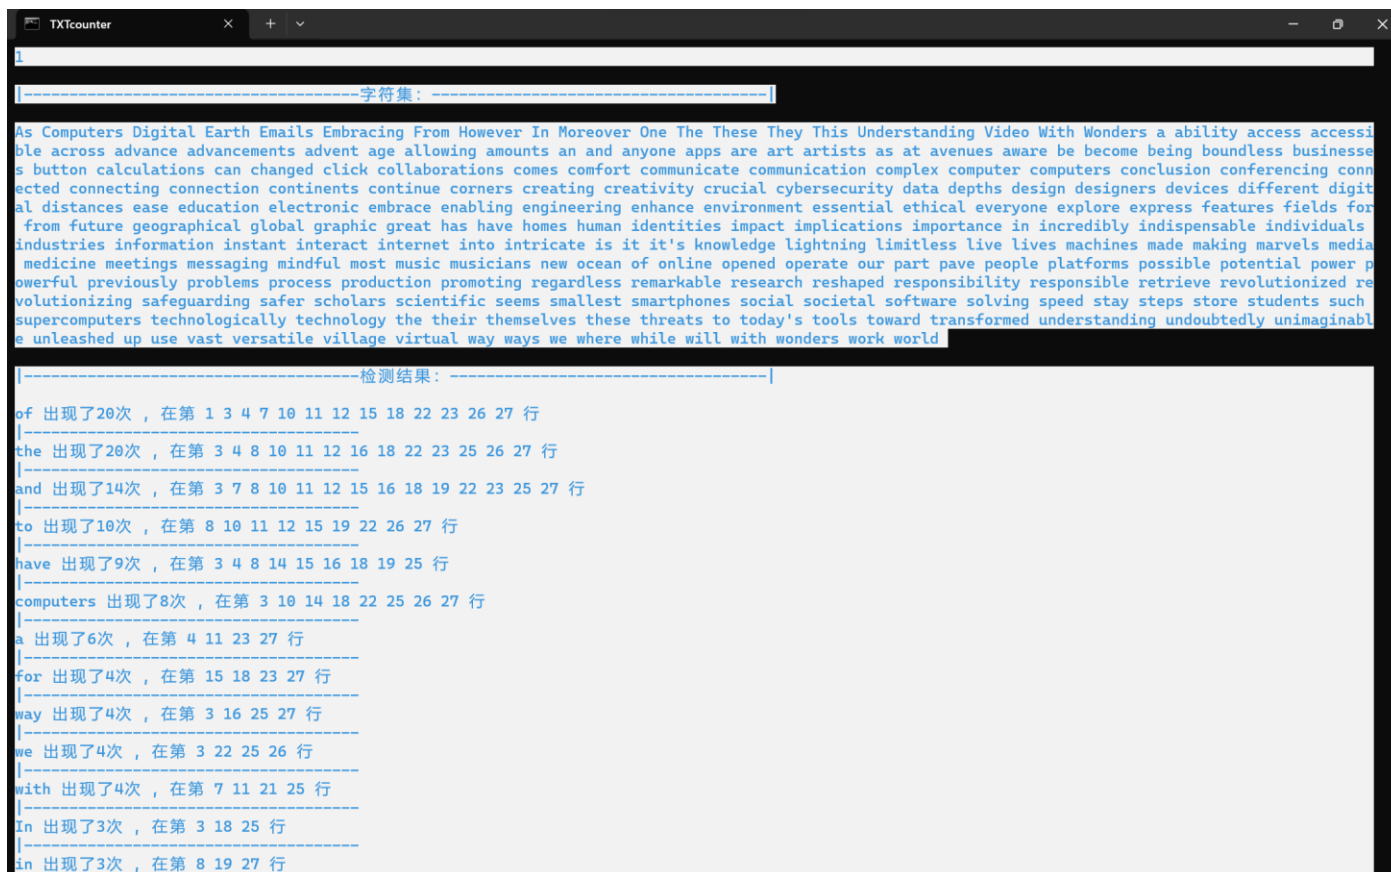 TXTcounter
1
|-------------------------------------字符集: -------------------------------------|
As Computers Digital Earth Emails Embracing From However In Moreover One The These They This Understanding Video With Wonders a ability access accessi
ble across advance advancements advent age allowing amounts an and anyone apps are art artists as at avenues aware be become being boundless businesse
s button calculations can changed click collaborations comes comfort communicate communication complex computer computers conclusion conferencing conn
ected connecting connection continents continue corners creating creativity crucial cybersecurity data depths design designers devices different digit
al distances ease education electronic embrace enabling engineering enhance environment essential ethical everyone explore express features fields for
from future geographical global graphic great has have homes human identities impact implications importance in incredibly indispensable individuals
industries information instant interact internet into intricate is it it's knowledge lightning limitless live lives machines made making marvels media
medicine meetings messaging mindful most music musicians new ocean of online opened operate our part pave people platforms possible potential power p
owerful previously problems process production promoting regardless remarkable research reshaped responsibility responsible retrieve revolutionized re
volutionizing safeguarding safer scholars scientific seems smallest smartphones social societal software solving speed stay steps store students such
supercomputers technologically technology the their themselves these threats to today's tools toward transformed understanding undoubtedly unimaginabl
e unleashed up use vast versatile village virtual way ways we where while will with wonders work world
|-------------------------------------检测结果: -----------------------------------|
of 出现了20次 , 在第 1 3 4 7 10 11 12 15 18 22 23 26 27 行
|-------------------------------------
the 出现了20次 , 在第 3 4 8 10 11 12 16 18 22 23 25 26 27 行
|-------------------------------------
and 出现了14次 , 在第 3 7 8 10 11 12 15 16 18 19 22 23 25 27 行
|-------------------------------------
to 出现了10次 , 在第 8 10 11 12 15 19 22 26 27 行
|-------------------------------------
have 出现了9次 , 在第 3 4 8 14 15 16 18 19 25 行
|-------------------------------------
computers 出现了8次 , 在第 3 10 14 18 22 25 26 27 行
|-------------------------------------
a 出现了6次 , 在第 4 11 23 27 行
|-------------------------------------
for 出现了4次 , 在第 15 18 23 27 行
|-------------------------------------
way 出现了4次 , 在第 3 16 25 27 行
|-------------------------------------
we 出现了4次 , 在第 3 22 25 26 行
|-------------------------------------
with 出现了4次 , 在第 7 11 21 25 行
|-------------------------------------
In 出现了3次 , 在第 3 18 25 行
|-------------------------------------
in 出现了3次 , 在第 8 19 27 行